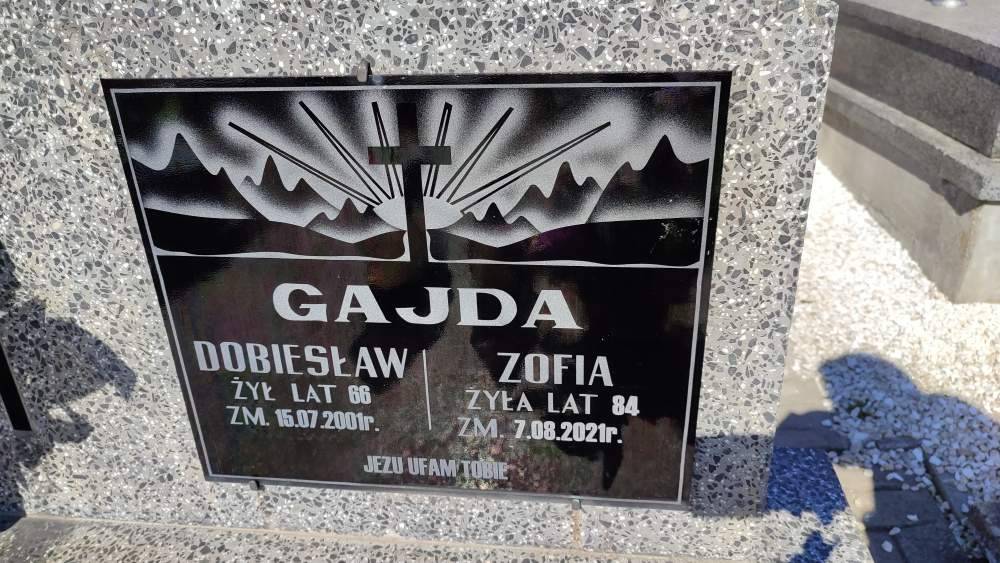 GAJDA
DOBIESŁAW
ŻYŁ LAT 66
ZM. 15.07.2001r.
ZOFIA
ŻYŁA LAT 84
ZM. 7.08.2021r.
JEZU UFAM TOBIE